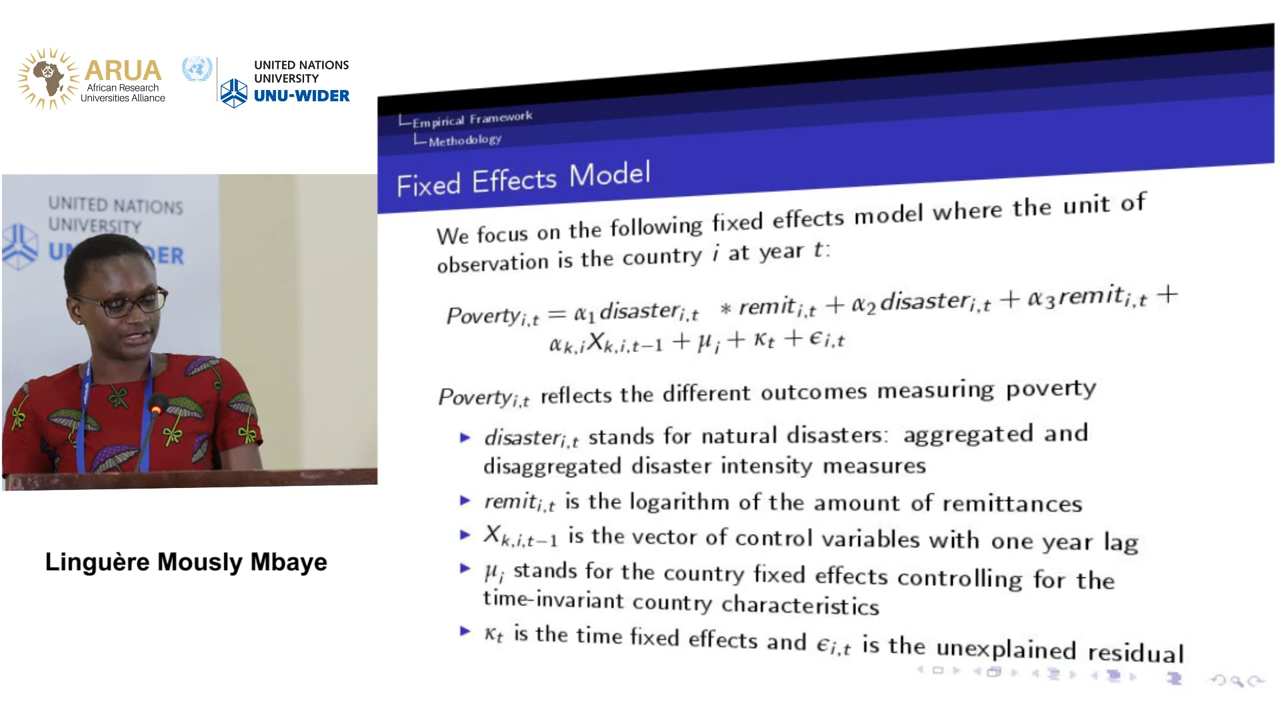 ARUA
African Research
Universities Alliance
UNITED NATIONS
UNIVERSITY
UNU-WIDER
UNITED NATIONS
UNIVERSITY
UN WIDER
Linguère Mously Mbaye
Empirical Framework
Methodology
Fixed Effects Model
We focus on the following fixed effects model where the unit of
observation is the country i at year t:
Poverty_{i,t} = α_1 disaster_{i,t} * remit_{i,t} + α_2 disaster_{i,t} + α_3 remit_{i,t} +
α_{k,i} X_{k,i,t−1} + μ_i + κ_t + ϵ_{i,t}
Poverty_{i,t} reflects the different outcomes measuring poverty
disaster_{i,t} stands for natural disasters: aggregated and
disaggregated disaster intensity measures
remit_{i,t} is the logarithm of the amount of remittances
X_{k,i,t−1} is the vector of control variables with one year lag
μ_i stands for the country fixed effects controlling for the
time-invariant country characteristics
κ_t is the time fixed effects and ϵ_{i,t} is the unexplained residual